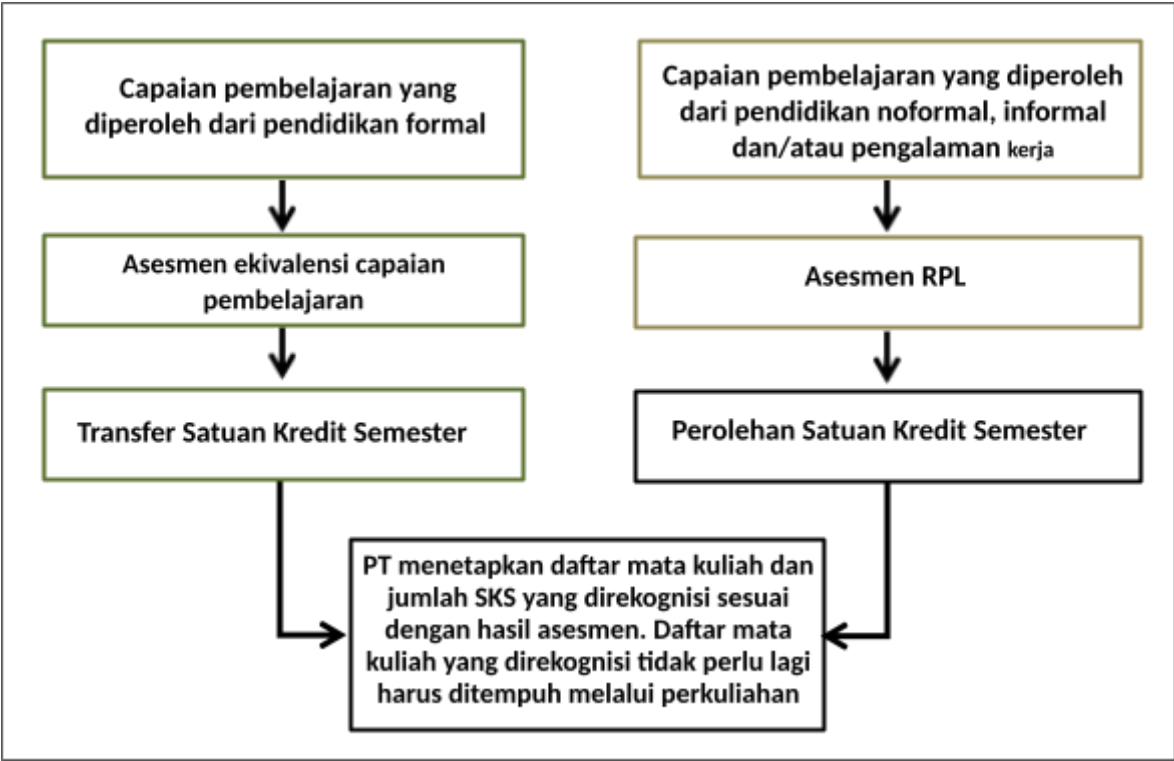 Capaian pembelajaran yang
diperoleh dari pendidikan formal
Asesmen ekivalensi capaian
pembelajaran
Transfer Satuan Kredit Semester
Capaian pembelajaran yang diperoleh
dari pendidikan noformal, informal
dan/atau pengalaman kerja
Asesmen RPL
Perolehan Satuan Kredit Semester
PT menetapkan daftar mata kuliah dan
jumlah SKS yang direkognisi sesuai
dengan hasil asesmen. Daftar mata
kuliah yang direkognisi tidak perlu lagi
harus ditempuh melalui perkuliahan